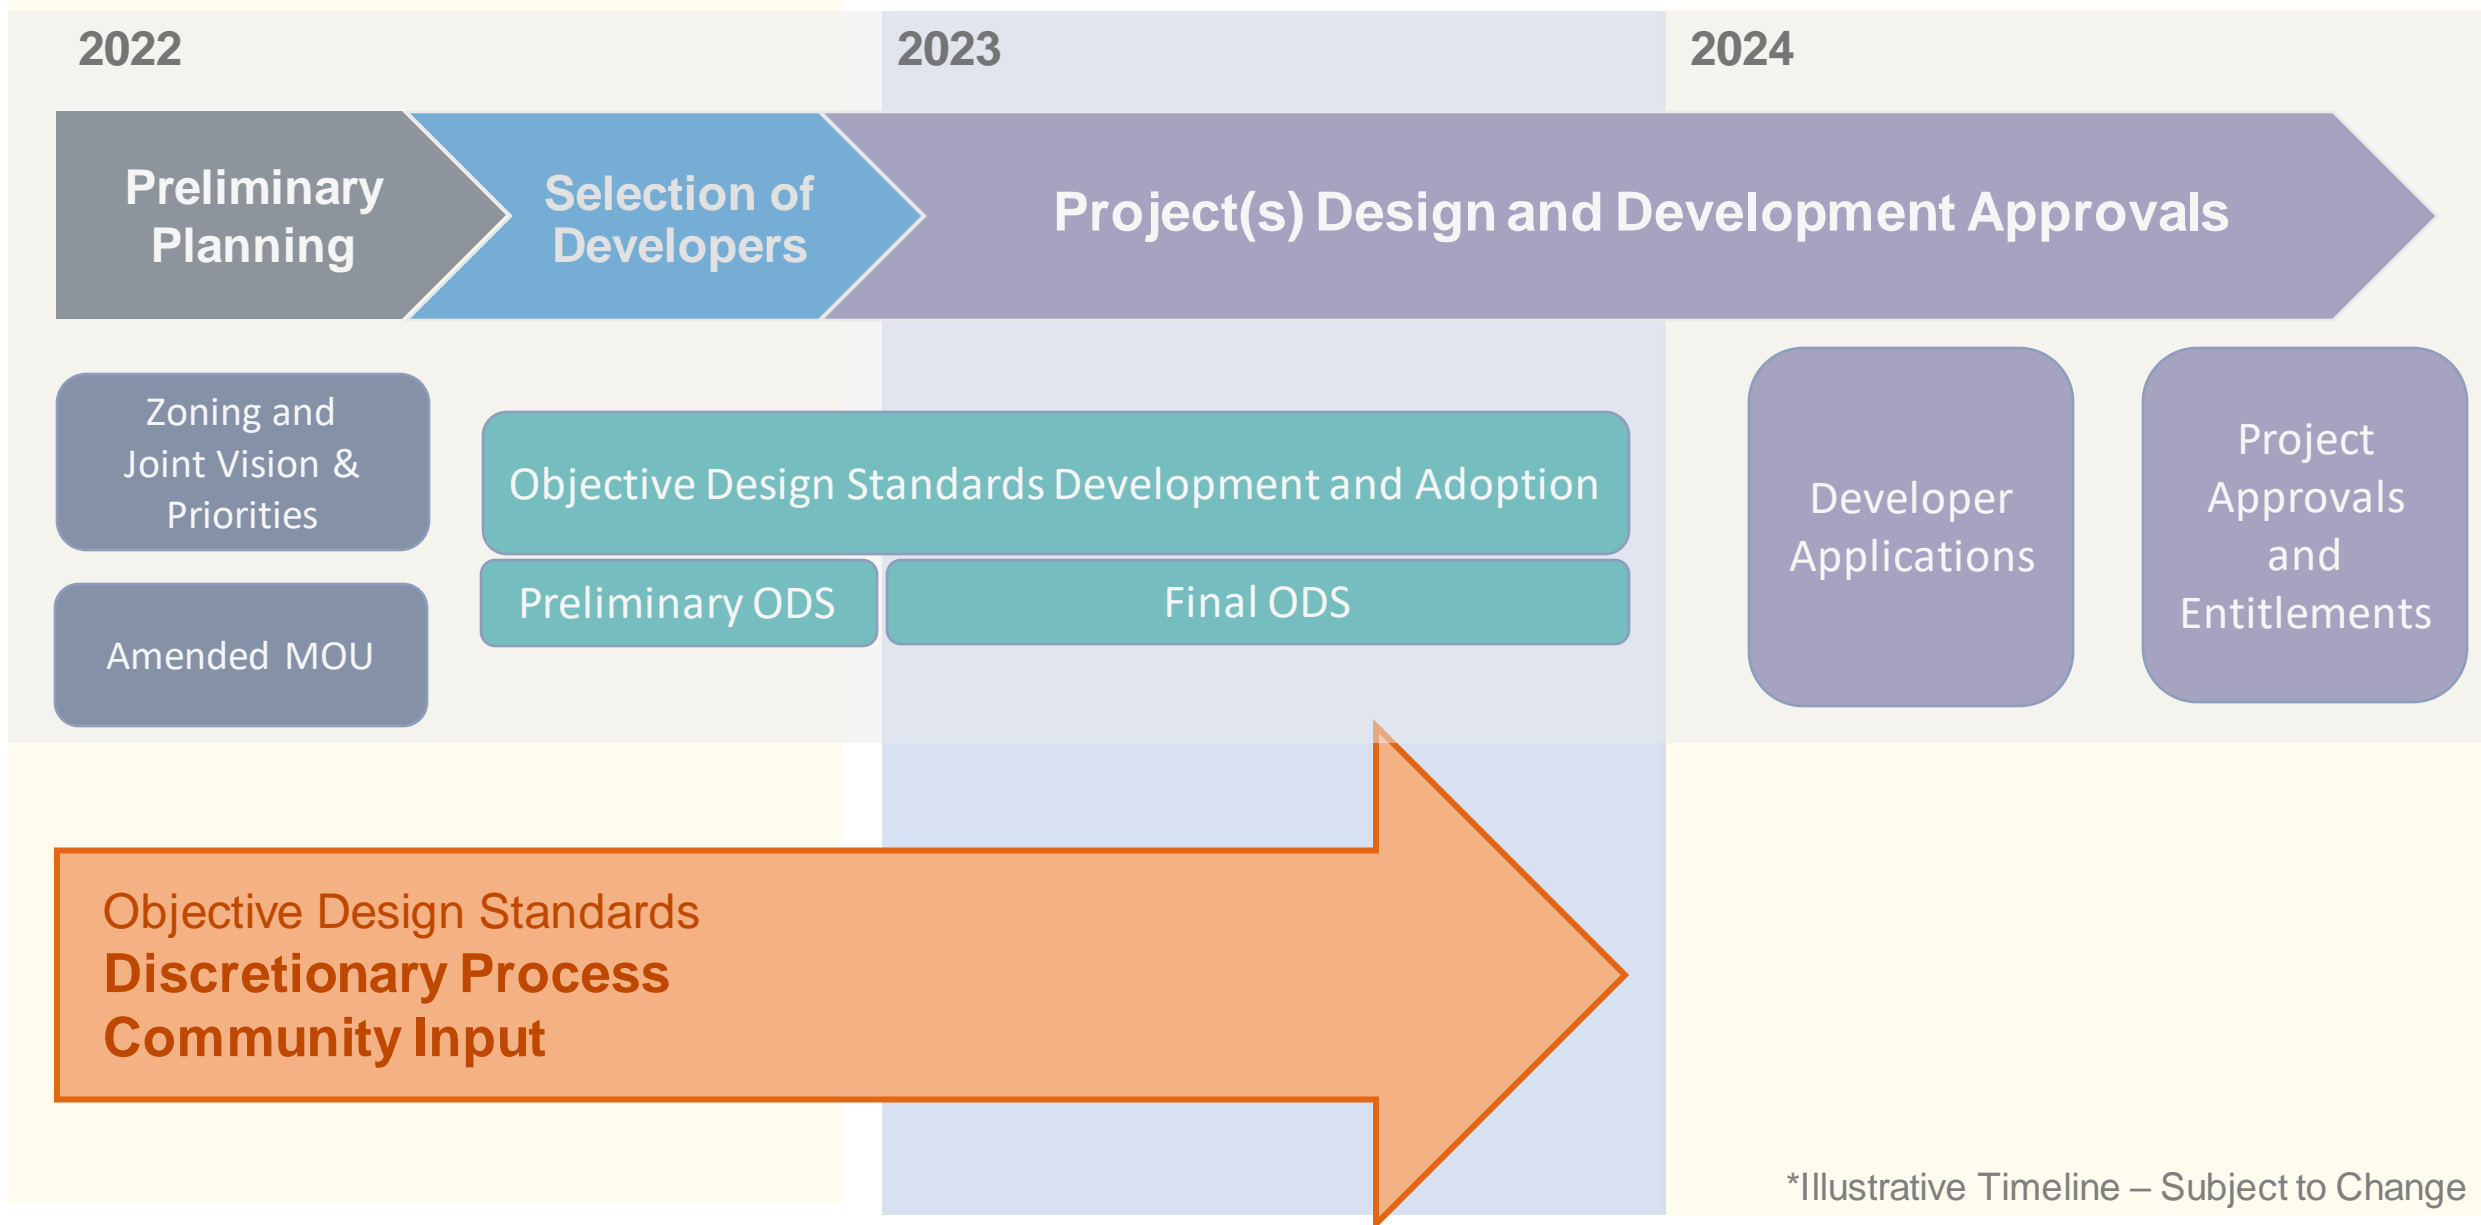 2022
2023
2024
Preliminary
Planning
Selection of
Developers
Project(s) Design and Development Approvals
Zoning and
Joint Vision &
Priorities
Amended MOU
Objective Design Standards Development and Adoption
Preliminary ODS
Final ODS
Developer
Applications
Project
Approvals
and
Entitlements
Objective Design Standards
Discretionary Process
Community Input
*Illustrative Timeline – Subject to Change